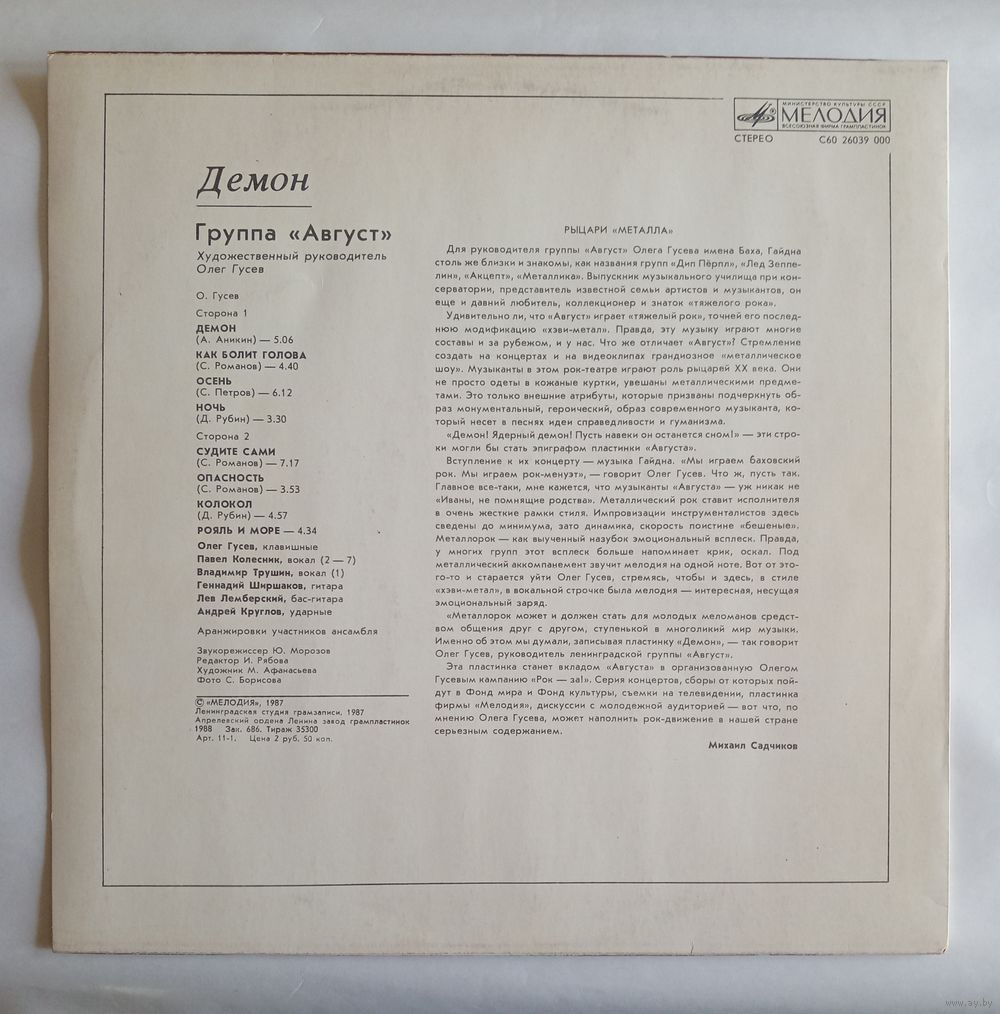 МИНИСТЕРСТВО КУЛЬТУРЫ СССР
МЕЛОДИЯ
ВСЕСОЮЗНАЯ ФИРМА ГРАМПЛАСТИНОК
СТЕРЕО С60 26039 000
Демон
Группа «Август»
Художественный руководитель
Олег Гусев
О. Гусев
Сторона 1
ДЕМОН
(А. Аникин) — 5.06
КАК БОЛИТ ГОЛОВА
(С. Романов) — 4.40
ОСЕНЬ
(С. Петров) — 6.12
НОЧЬ
(Д. Рубин) — 3.30
Сторона 2
СУДИТЕ САМИ
(С. Романов) — 7.17
ОПАСНОСТЬ
(С. Романов) — 3.53
КОЛОКОЛ
(Д. Рубин) — 4.57
РОЯЛЬ И МОРЕ — 4.34
Олег Гусев, клавишные
Павел Колесник, вокал (2 — 7)
Владимир Трушин, вокал (1)
Геннадий Ширшаков, гитара
Лев Лемберский, бас-гитара
Андрей Круглов, ударные
Аранжировки участников ансамбля
Звукорежиссер Ю. Морозов
Редактор И. Рябова
Художник М. Афанасьева
Фото С. Борисова
© «МЕЛОДИЯ», 1987
Ленинградская студия грамзаписи, 1987
Апрелевский ордена Ленина завод грампластинок
1988 Зак. 686. Тираж 35300
Арт. 11-1. Цена 2 руб. 50 коп.
РЫЦАРИ «МЕТАЛЛА»
Для руководителя группы «Август» Олега Гусева имена Баха, Гайдна
столь же близки и знакомы, как названия групп «Дип Пёрпл», «Лед Зеппе-
лин», «Акцепт», «Металлика». Выпускник музыкального училища при кон-
серватории, представитель известной семьи артистов и музыкантов, он
еще и давний любитель, коллекционер и знаток «тяжелого рока».
Удивительно ли, что «Август» играет «тяжелый рок», точней его послед-
нюю модификацию «хэви-метал». Правда, эту музыку играют многие
составы и за рубежом, и у нас. Что же отличает «Август»? Стремление
создать на концертах и на видеоклипах грандиозное «металлическое
шоу». Музыканты в этом рок-театре играют роль рыцарей XX века. Они
не просто одеты в кожаные куртки, увешаны металлическими предме-
тами. Это только внешние атрибуты, которые призваны подчеркнуть об-
раз монументальный, героический, образ современного музыканта, ко-
торый несет в песнях идеи справедливости и гуманизма.
«Демон! Ядерный демон! Пусть навеки он останется сном!» — эти стро-
ки могли бы стать эпиграфом пластинки «Августа».
Вступление к их концерту — музыка Гайдна. «Мы играем баховский
рок. Мы играем рок-менуэт», — говорит Олег Гусев. Что ж, пусть так.
Главное все-таки, мне кажется, что музыканты «Августа» — уж никак не
«Иваны, не помнящие родства». Металлический рок ставит исполнителя
в очень жесткие рамки стиля. Импровизации инструменталистов здесь
сведены до минимума, зато динамика, скорость поистине «бешеные».
Металлорок — как выученный назубок эмоциональный всплеск. Правда,
у многих групп этот всплеск больше напоминает крик, оскал. Под
металлический аккомпанемент звучит мелодия на одной ноте. Вот от это-
го-то и старается уйти Олег Гусев, стремясь, чтобы и здесь, в стиле
«хэви-метал», в вокальной строчке была мелодия — интересная, несущая
эмоциональный заряд.
«Металлорок может и должен стать для молодых меломанов средст-
вом общения друг с другом, ступенькой в многоликий мир музыки.
Именно об этом мы думали, записывая пластинку «Демон», — так говорит
Олег Гусев, руководитель ленинградской группы «Август».
Эта пластинка станет вкладом «Августа» в организованную Олегом
Гусевым кампанию «Рок — за!». Серия концертов, сборы от которых пой-
дут в Фонд мира и Фонд культуры, съемки на телевидении, пластинка
фирмы «Мелодия», дискуссии с молодежной аудиторией — вот что, по
мнению Олега Гусева, может наполнить рок-движение в нашей стране
серьезным содержанием.
Михаил Садчиков
www.ay.by